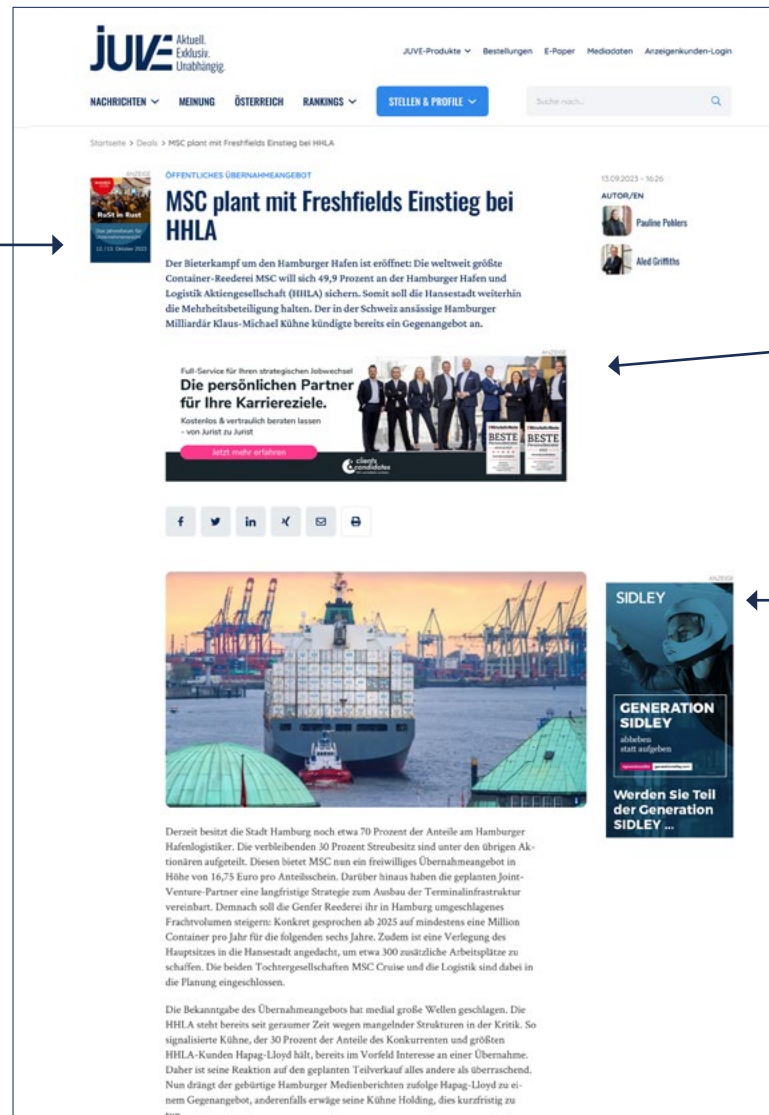 JUVE
Aktuell.
Exklusiv.
Unabhängig.
JUVE-Produkte Bestellungen E-Paper Mediadaten Anzeigenkunden-Login
NACHRICHTEN MEINUNG ÖSTERREICH RANKINGS STELLEN & PROFILE
Suche nach...
Startseite > Deals > MSC plant mit Freshfields Einstieg bei HHLA
ANZEIGE
RuSt in Rust
Das Jahresforum für
Unternehmensrecht
12./13. Oktober 2023
ÖFFENTLICHES ÜBERNAHMEANGEBOT
MSC plant mit Freshfields Einstieg bei
HHLA
Der Bieterkampf um den Hamburger Hafen ist eröffnet: Die weltweit größte
Container-Reederei MSC will sich 49,9 Prozent an der Hamburger Hafen und
Logistik Aktiengesellschaft (HHLA) sichern. Somit soll die Hansestadt weiterhin
die Mehrheitsbeteiligung halten. Der in der Schweiz ansässige Hamburger
Milliardär Klaus-Michael Kühne kündigte bereits ein Gegenangebot an.
13.09.2023 - 16:26
AUTOR/EN
Pauline Pohlers
Aled Griffiths
ANZEIGE
Full-Service für Ihren strategischen Jobwechsel
Die persönlichen Partner
für Ihre Karriereziele.
Kostenlos & vertraulich beraten lassen
– von Jurist zu Jurist
Jetzt mehr erfahren
clients
&candidates
BESTE
BESTE
ANZEIGE
SIDLEY
GENERATION
SIDLEY
abheben
statt aufgeben
Werden Sie Teil
der Generation
SIDLEY ...
Derzeit besitzt die Stadt Hamburg noch etwa 70 Prozent der Anteile am Hamburger
Hafenlogistiker. Die verbleibenden 30 Prozent Streubesitz sind unter den übrigen Ak-
tionären aufgeteilt. Diesen bietet MSC nun ein freiwilliges Übernahmeangebot in
Höhe von 16,75 Euro pro Anteilsschein. Darüber hinaus haben die geplanten Joint-
Venture-Partner eine langfristige Strategie zum Ausbau der Terminalinfrastruktur
vereinbart. Demnach soll die Genfer Reederei ihr in Hamburg umgeschlagenes
Frachtvolumen steigern: Konkret gesprochen ab 2025 auf mindestens eine Million
Container pro Jahr für die folgenden sechs Jahre. Zudem ist eine Verlegung des
Hauptsitzes in die Hansestadt angedacht, um etwa 300 zusätzliche Arbeitsplätze zu
schaffen. Die beiden Tochtergesellschaften MSC Cruise und die Logistik sind dabei in
die Planung eingeschlossen.
Die Bekanntgabe des Übernahmeangebots hat medial große Wellen geschlagen. Die
HHLA steht bereits seit geraumer Zeit wegen mangelnder Strukturen in der Kritik. So
signalisierte Kühne, der 30 Prozent der Anteile des Konkurrenten und größten
HHLA-Kunden Hapag-Lloyd hält, bereits im Vorfeld Interesse an einer Übernahme.
Daher ist seine Reaktion auf den geplanten Teilverkauf alles andere als überraschend.
Nun drängt der gebürtige Hamburger Medienberichten zufolge Hapag-Lloyd zu ei-
nem Gegenangebot, anderenfalls erwäge seine Kühne Holding, dies kurzfristig zu
tun.